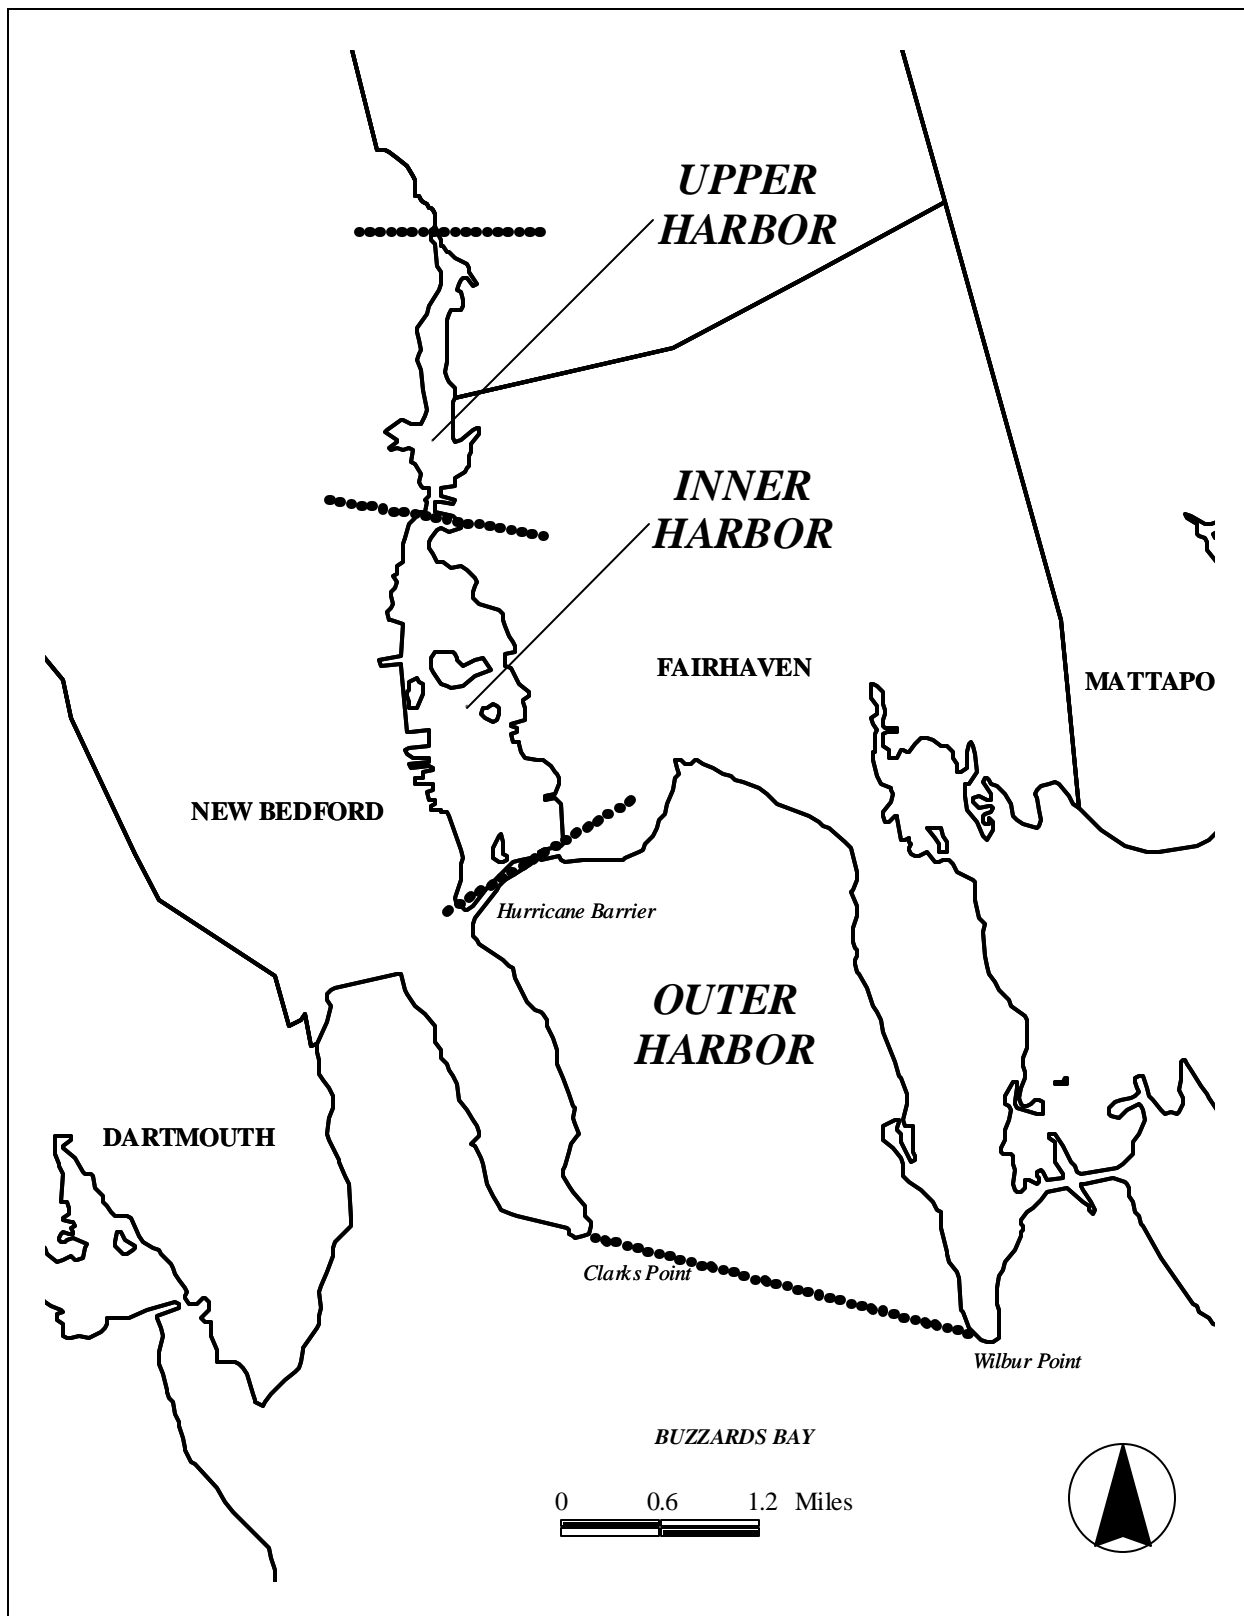 UPPER
HARBOR
INNER
HARBOR
FAIRHAVEN
MATTAPO
NEW BEDFORD
Hurricane Barrier
OUTER
HARBOR
DARTMOUTH
Clarks Point
Wilbur Point
BUZZARDS BAY
0 0.6 1.2 Miles